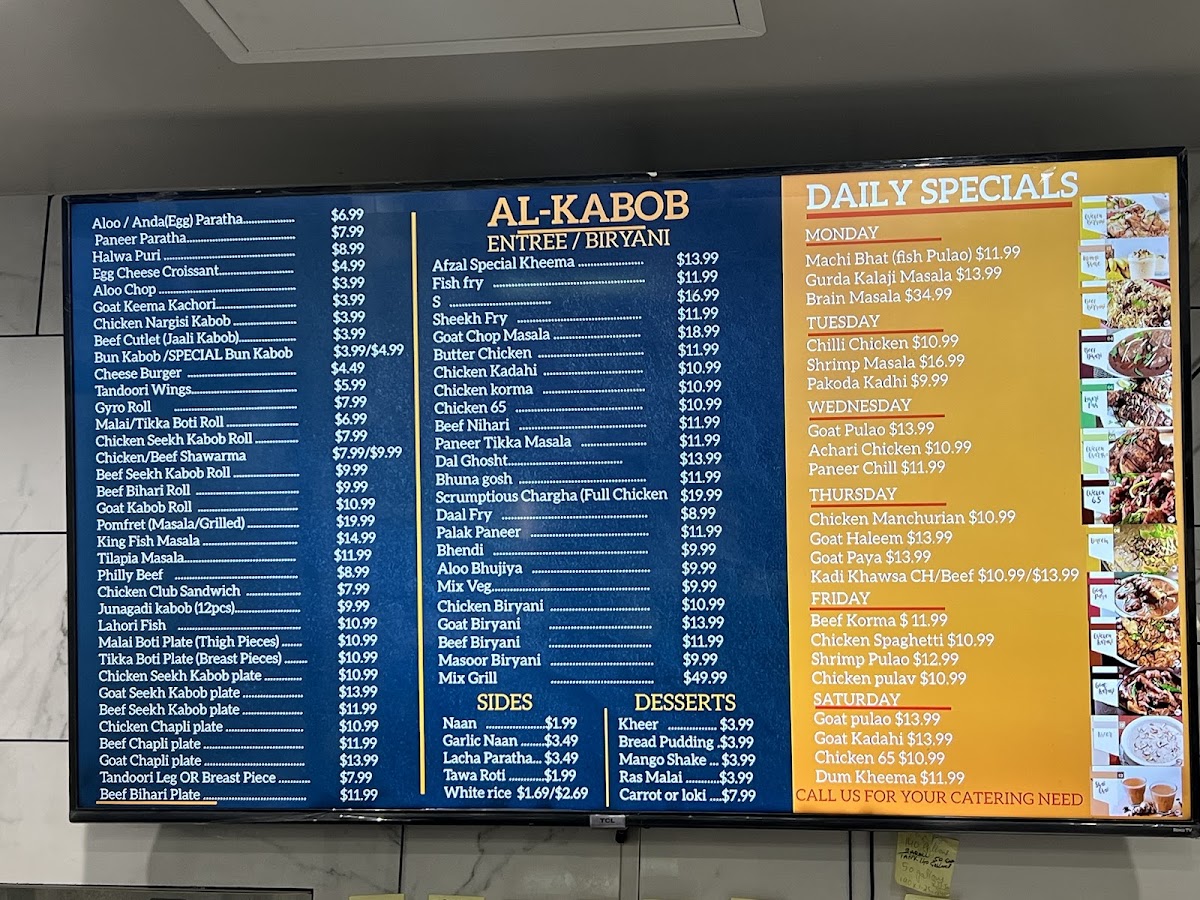 Aloo / Anda(Egg) Paratha.................... $6.99
Paneer Paratha.................... $7.99
Halwa Puri .................... $8.99
Egg Cheese Croissant.................... $4.99
Aloo Chop .................... $3.99
Goat Keema Kachori.................... $3.99
Chicken Nargisi Kabob .................... $3.99
Beef Cutlet (Jaali Kabob).................... $3.99
Bun Kabob /SPECIAL Bun Kabob $3.99/$4.99
Cheese Burger .................... $4.49
Tandoori Wings.................... $5.99
Gyro Roll .................... $7.99
Malai/Tikka Boti Roll .................... $6.99
Chicken Seekh Kabob Roll .................... $7.99
Chicken/Beef Shawarma $7.99/$9.99
Beef Seekh Kabob Roll .................... $9.99
Beef Bihari Roll .................... $9.99
Goat Kabob Roll .................... $10.99
Pomfret (Masala/Grilled) .................... $19.99
King Fish Masala .................... $14.99
Tilapia Masala.................... $11.99
Philly Beef .................... $8.99
Chicken Club Sandwich .................... $7.99
Junagadi kabob (12pcs).................... $9.99
Lahori Fish .................... $10.99
Malai Boti Plate (Thigh Pieces) ...... $10.99
Tikka Boti Plate (Breast Pieces) ........ $10.99
Chicken Seekh Kabob plate .................... $10.99
Goat Seekh Kabob plate .................... $13.99
Beef Seekh Kabob plate .................... $11.99
Chicken Chapli plate .................... $10.99
Beef Chapli plate .................... $11.99
Goat Chapli plate .................... $13.99
Tandoori Leg OR Breast Piece .......... $7.99
Beef Bihari Plate .................... $11.99
AL-KABOB
ENTREE / BIRYANI
Afzal Special Kheema .................... $13.99
Fish fry .................... $11.99
S .................... $16.99
Sheekh Fry .................... $11.99
Goat Chop Masala .................... $18.99
Butter Chicken .................... $11.99
Chicken Kadahi .................... $10.99
Chicken korma .................... $10.99
Chicken 65 .................... $10.99
Beef Nihari .................... $11.99
Paneer Tikka Masala .................... $11.99
Dal Ghosht.................... $13.99
Bhuna gosh .................... $11.99
Scrumptious Chargha (Full Chicken $19.99
Daal Fry .................... $8.99
Palak Paneer .................... $11.99
Bhendi .................... $9.99
Aloo Bhujiya .................... $9.99
Mix Veg.................... $9.99
Chicken Biryani .................... $10.99
Goat Biryani .................... $13.99
Beef Biryani .................... $11.99
Masoor Biryani .................... $9.99
Mix Grill .................... $49.99
SIDES
Naan ....................$1.99
Garlic Naan .......$3.49
Lacha Paratha... $3.49
Tawa Roti ..........$1.99
White rice $1.69/$2.69
DESSERTS
Kheer .............. $3.99
Bread Pudding .$3.99
Mango Shake ... $3.99
Ras Malai ..........$3.99
Carrot or loki ....$7.99
DAILY SPECIALS
MONDAY
Machi Bhat (fish Pulao) $11.99
Gurda Kalaji Masala $13.99
Brain Masala $34.99
TUESDAY
Chilli Chicken $10.99
Shrimp Masala $16.99
Pakoda Kadhi $9.99
WEDNESDAY
Goat Pulao $13.99
Achari Chicken $10.99
Paneer Chill $11.99
THURSDAY
Chicken Manchurian $10.99
Goat Haleem $13.99
Goat Paya $13.99
Kadi Khawsa CH/Beef $10.99/$13.99
FRIDAY
Beef Korma $ 11.99
Chicken Spaghetti $10.99
Shrimp Pulao $12.99
Chicken pulav $10.99
SATURDAY
Goat pulao $13.99
Goat Kadahi $13.99
Chicken 65 $10.99
Dum Kheema $11.99
CALL US FOR YOUR CATERING NEED
Chicken 65
TCL
Roku TV